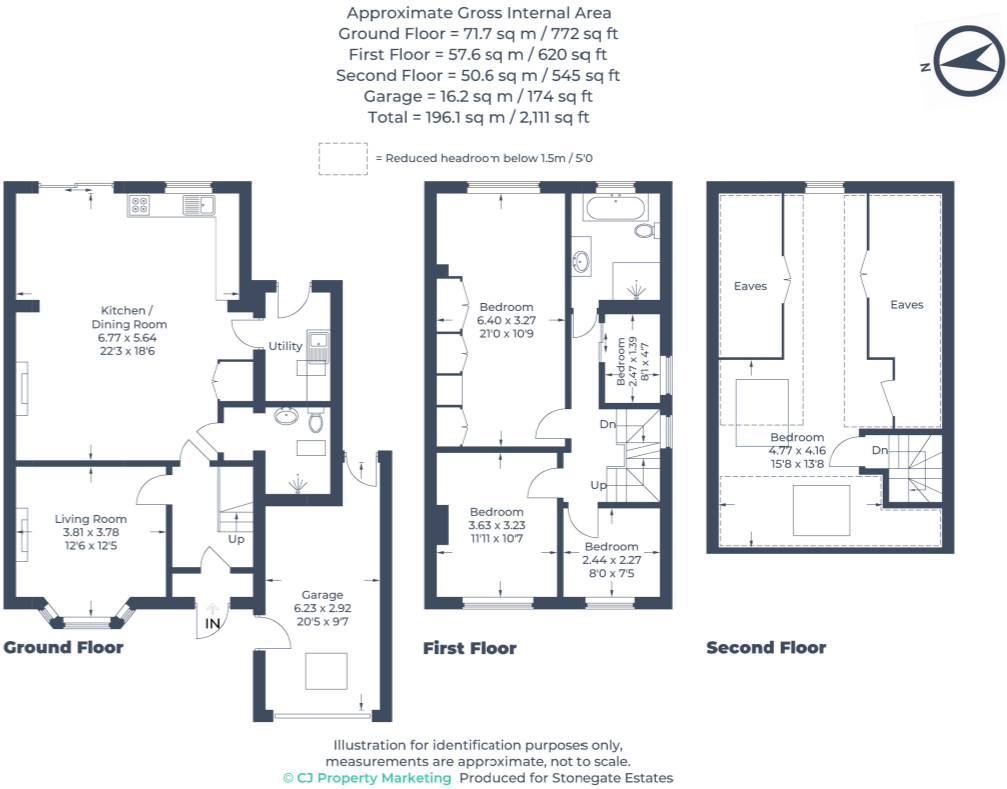 Approximate Gross Internal Area
Ground Floor = 71.7 sq m / 772 sq ft
First Floor = 57.6 sq m / 620 sq ft
Second Floor = 50.6 sq m / 545 sq ft
Garage = 16.2 sq m / 174 sq ft
Total = 196.1 sq m / 2,111 sq ft
N
= Reduced headroom below 1.5m / 5'0
Kitchen /
Dining Room
6.77 x 5.64
22'3 x 18'6
Utility
Living Room
3.81 x 3.78
12'6 x 12'5
Up
IN
Garage
6.23 x 2.92
20'5 x 9'7
Ground Floor
Bedroom
6.40 x 3.27
21'0 x 10'9
Bedroom
2.47 x 1.39
8'1 x 4'7
Dn
Up
Bedroom
3.63 x 3.23
11'11 x 10'7
Bedroom
2.44 x 2.27
8'0 x 7'5
First Floor
Eaves
Eaves
Bedroom
4.77 x 4.16
15'8 x 13'8
Dn
Second Floor
Illustration for identification purposes only,
measurements are approximate, not to scale.
© CJ Property Marketing Produced for Stonegate Estates